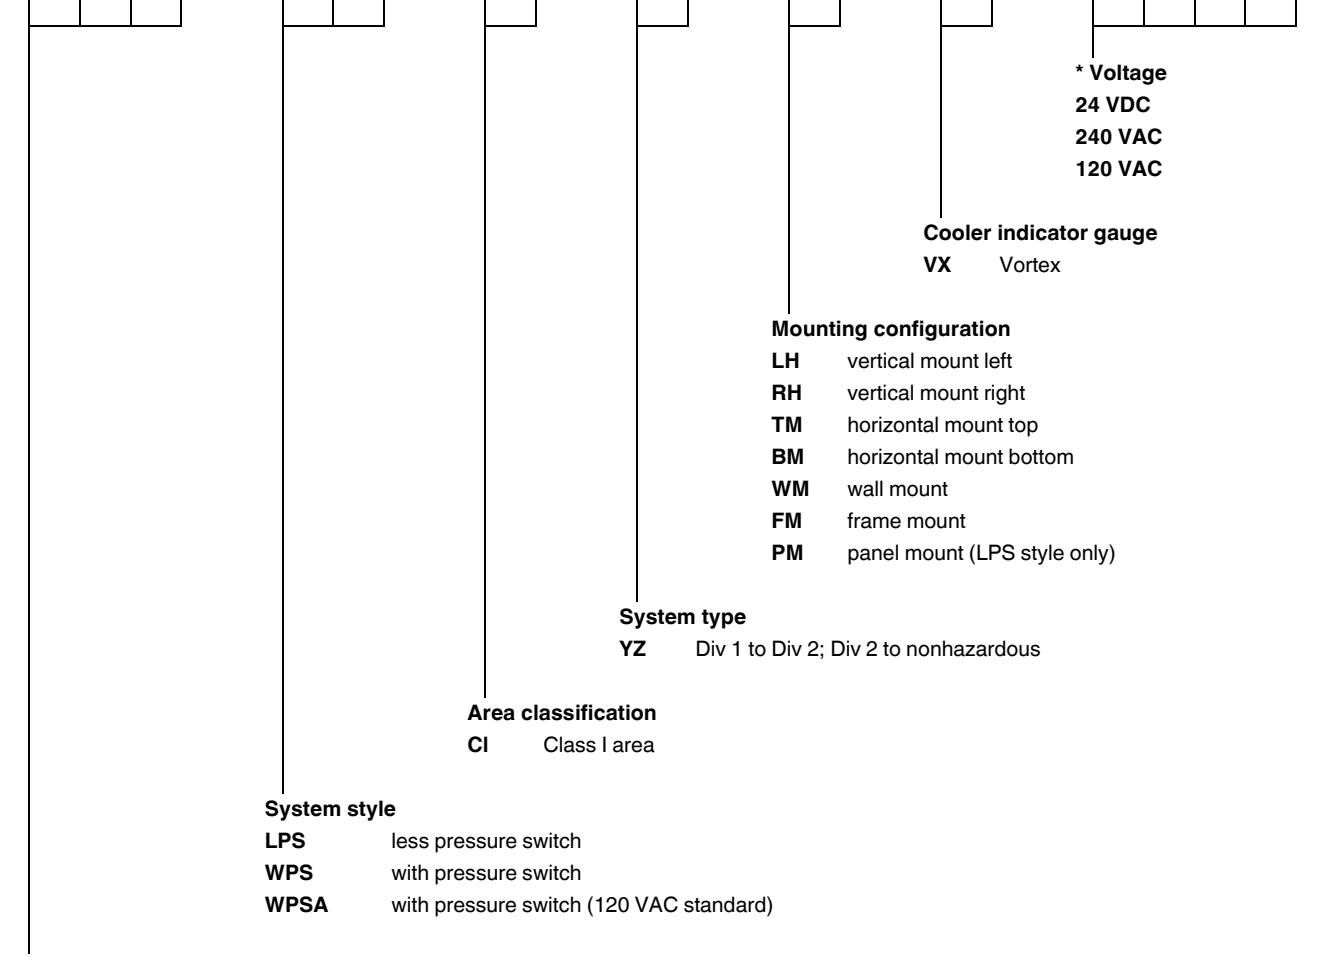 * Voltage
24 VDC
240 VAC
120 VAC
Cooler indicator gauge
VX Vortex
Mounting configuration
LH vertical mount left
RH vertical mount right
TM horizontal mount top
BM horizontal mount bottom
WM wall mount
FM frame mount
PM panel mount (LPS style only)
System type
YZ Div 1 to Div 2; Div 2 to nonhazardous
Area classification
CI Class I area
System style
LPS less pressure switch
WPS with pressure switch
WPSA with pressure switch (120 VAC standard)